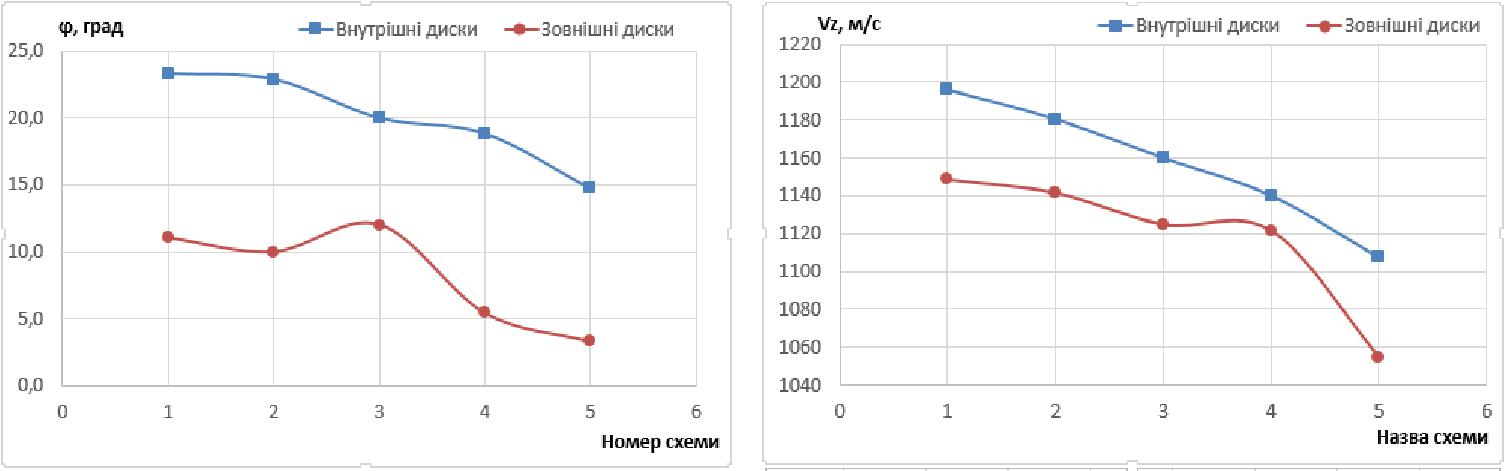 φ, град
Внутрішні диски
Зовнішні диски
25,0
20,0
15,0
10,0
5,0
0,0
0 1 2 3 4 5 6
Номер схеми
Vz, м/с
Внутрішні диски
Зовнішні диски
1220
1200
1180
1160
1140
1120
1100
1080
1060
1040
0 1 2 3 4 5 6
Назва схеми